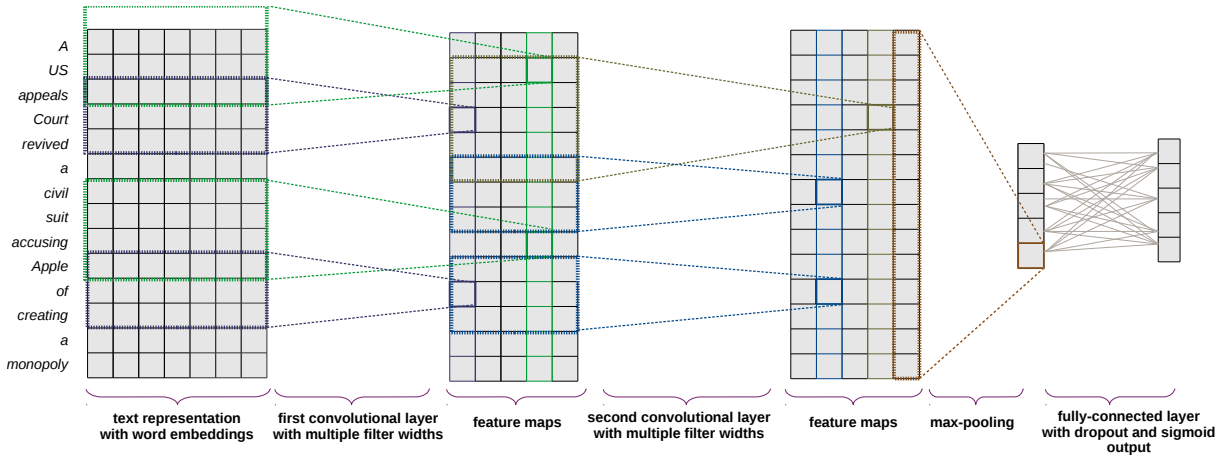 A
US
appeals
Court
revived
a
civil
suit
accusing
Apple
of
creating
a
monopoly
text representation
with word embeddings
first convolutional layer
with multiple filter widths
feature maps
second convolutional layer
with multiple filter widths
feature maps
max-pooling
fully-connected layer
with dropout and sigmoid
output